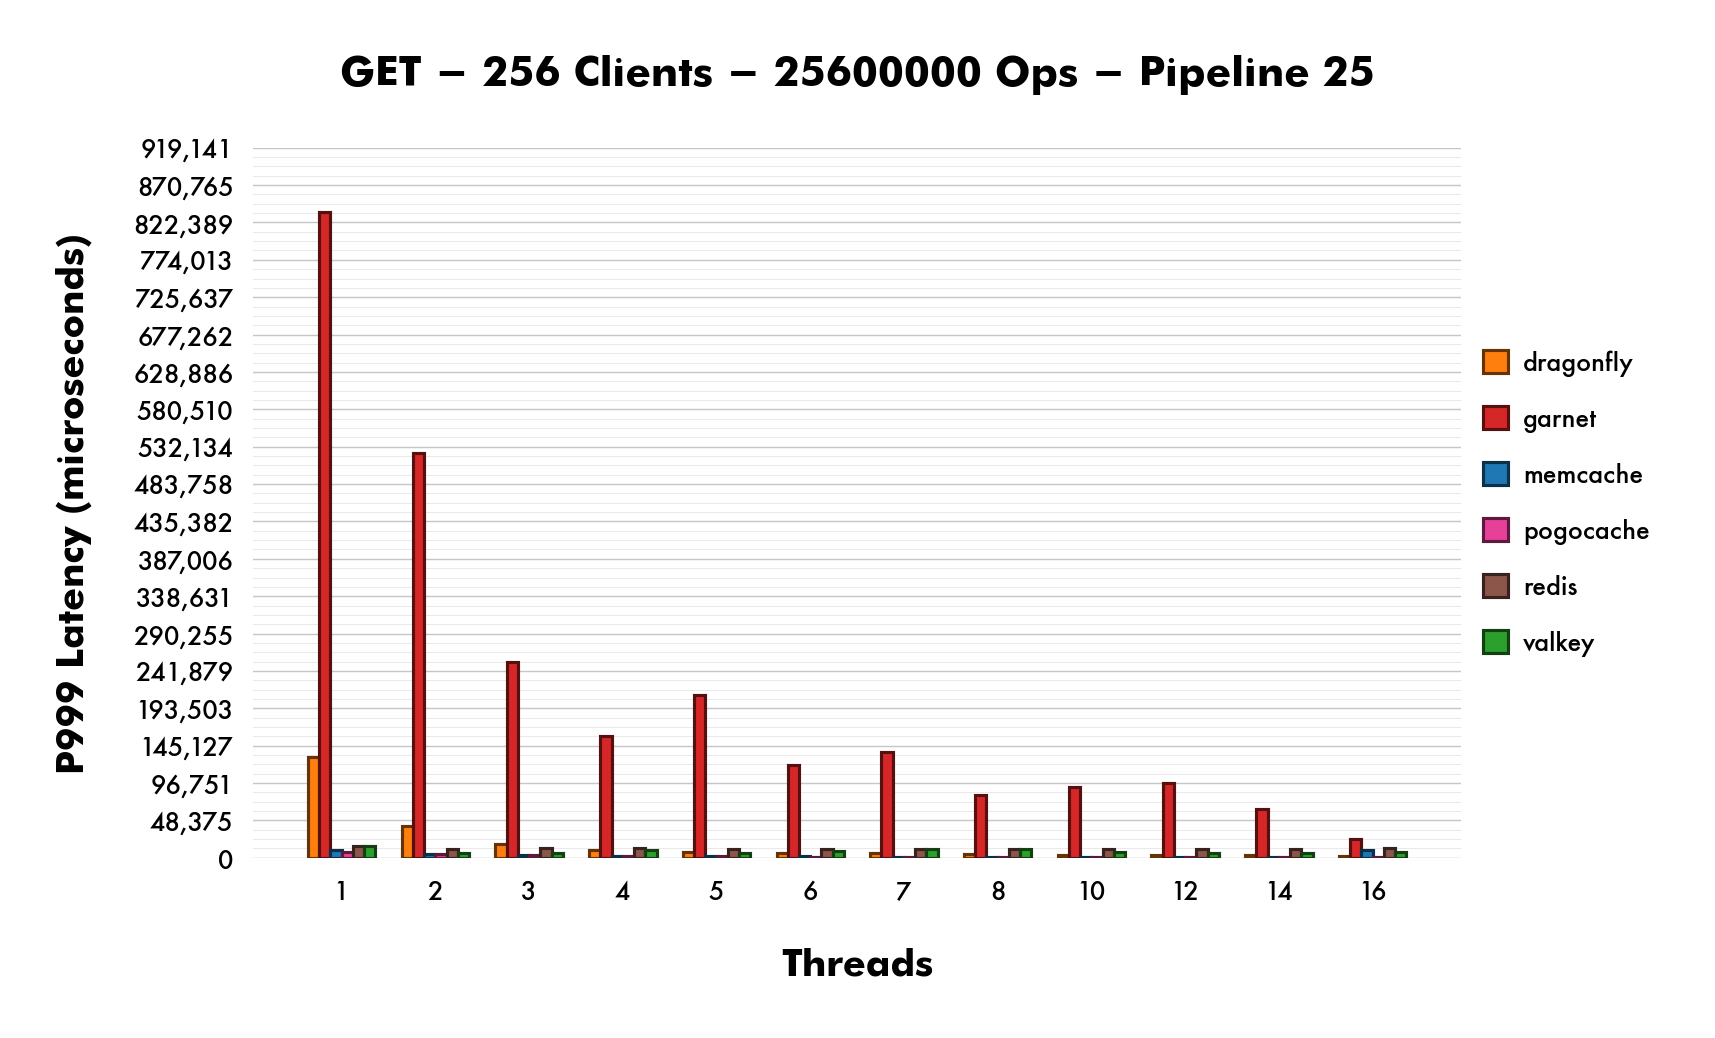 GET – 256 Clients – 25600000 Ops – Pipeline 25
P999 Latency (microseconds)
919,141
870,765
822,389
774,013
725,637
677,262
628,886
580,510
532,134
483,758
435,382
387,006
338,631
290,255
241,879
193,503
145,127
96,751
48,375
0
1 2 3 4 5 6 7 8 10 12 14 16
Threads
dragonfly
garnet
memcache
pogocache
redis
valkey